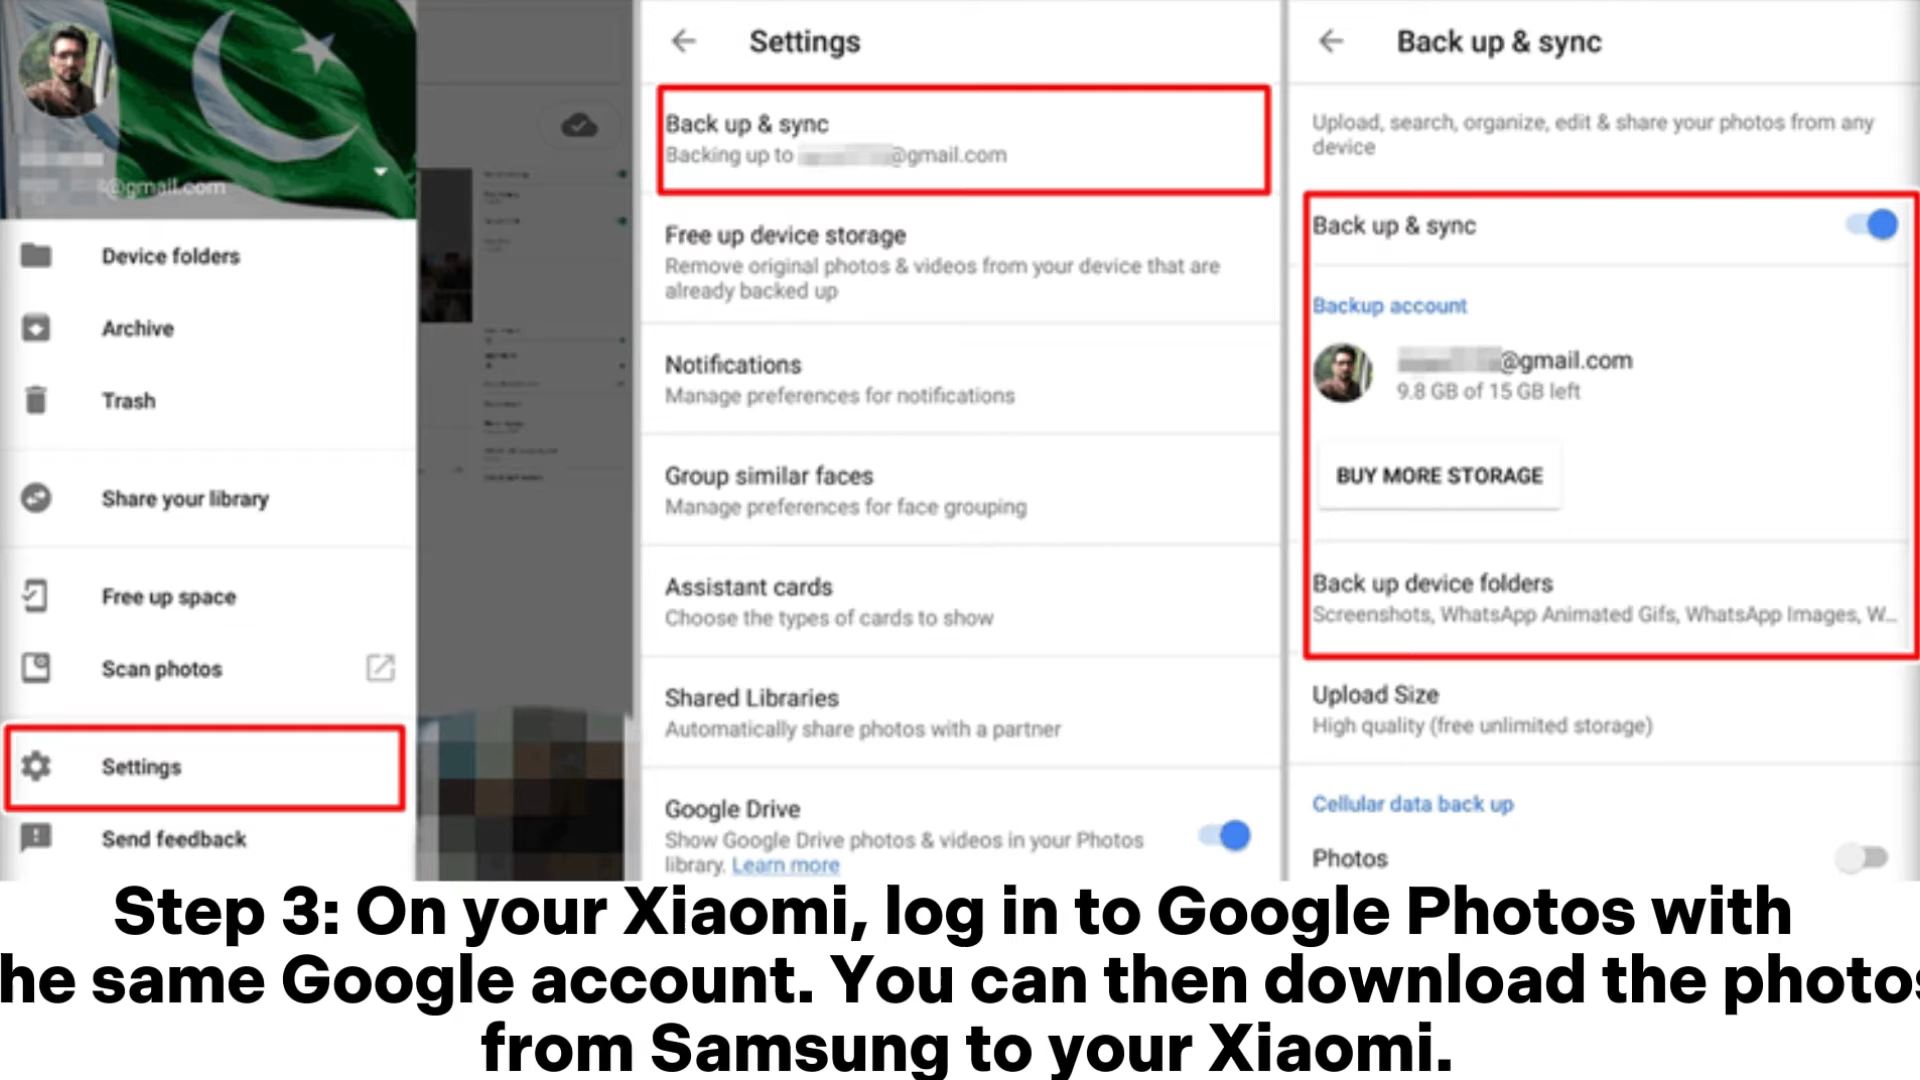 @gmail.com
Device folders
Archive
Trash
Share your library
Free up space
Scan photos
Settings
Send feedback
Settings
Back up & sync
Backing up to @gmail.com
Free up device storage
Remove original photos & videos from your device that are
already backed up
Notifications
Manage preferences for notifications
Group similar faces
Manage preferences for face grouping
Assistant cards
Choose the types of cards to show
Shared Libraries
Automatically share photos with a partner
Google Drive
Show Google Drive photos & videos in your Photos
library. Learn more
Back up & sync
Upload, search, organize, edit & share your photos from any
device
Back up & sync
Backup account
@gmail.com
9.8 GB of 15 GB left
BUY MORE STORAGE
Back up device folders
Screenshots, WhatsApp Animated Gifs, WhatsApp Images, W...
Upload Size
High quality (free unlimited storage)
Cellular data back up
Photos
Step 3: On your Xiaomi, log in to Google Photos with
he same Google account. You can then download the photos
from Samsung to your Xiaomi.